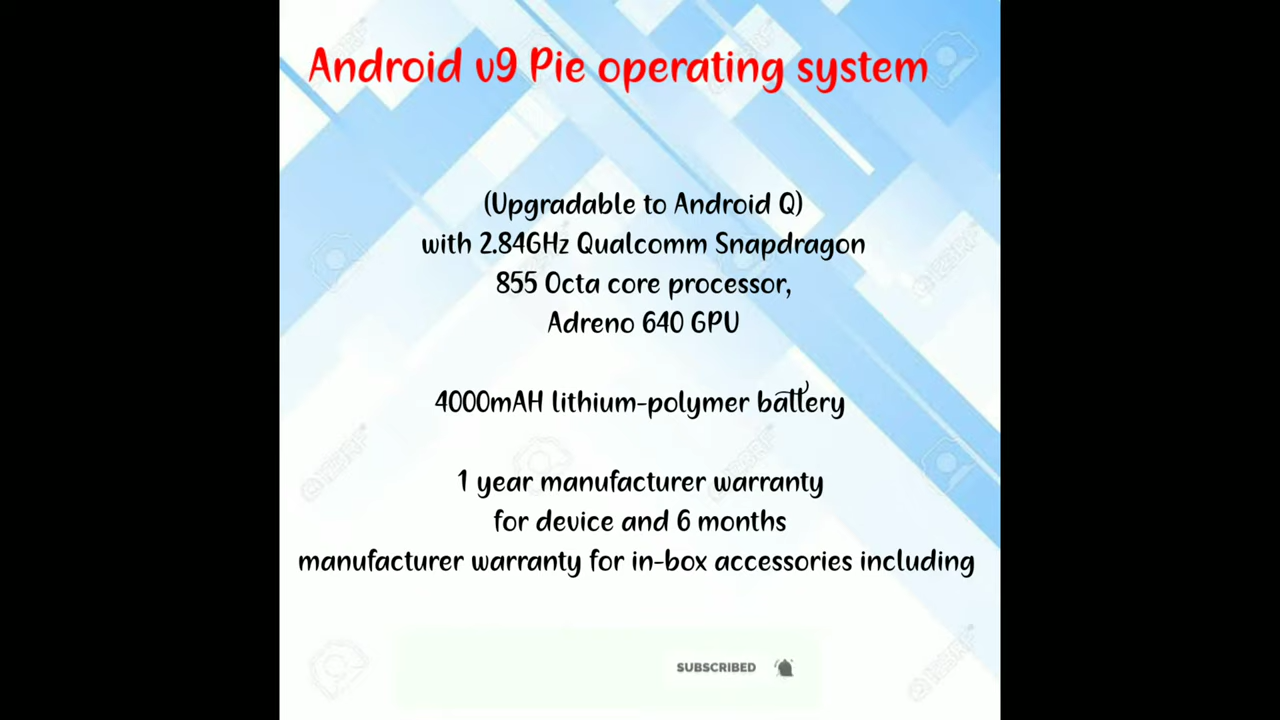 Android v9 Pie operating system
(Upgradable to Android Q)
with 2.84GHz Qualcomm Snapdragon
855 Octa core processor,
Adreno 640 GPU
4000mAH lithium-polymer battery
1 year manufacturer warranty
for device and 6 months
manufacturer warranty for in-box accessories including
SUBSCRIBED